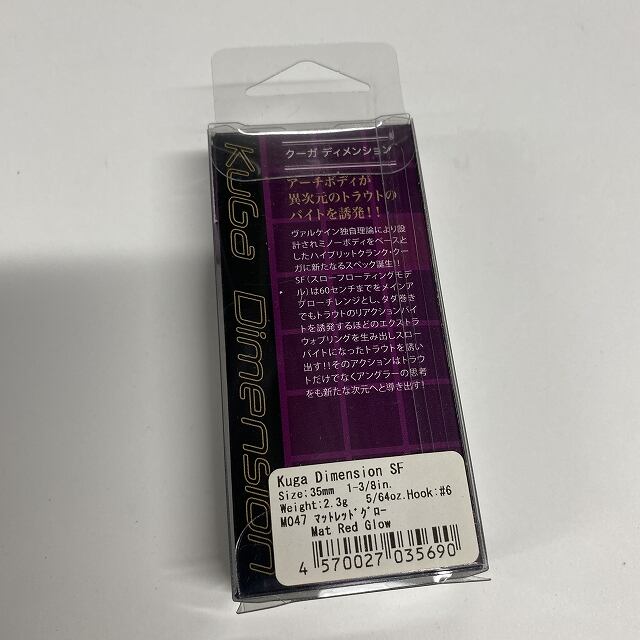 クーガ ディメンション
KuGa Dimension
アーチボディが
異次元のトラウトの
バイトを誘発!!
ヴァルケイン独自理論により設
計されミノーボディをベースと
したハイブリットクランク・クー
ガに新たなるスペック誕生!!
SF(スローフローティングモデ
ル)は60センチまでをメインア
プローチレンジとし、タダ巻き
でもトラウトのリアクションバイ
トを誘発するほどのエクストラ
ウォブリングを生み出しスロー
バイトになったトラウトを誘い
出す!!そのアクションはトラウ
トだけでなくアングラーの思考
をも新たな次元へと導き出す!
Kuga Dimension SF
Size:35mm 1-3/8in.
Weight:2.3g 5/64oz.Hook:#6
M047 マットレッドグロー
Mat Red Glow
4 570027 035690